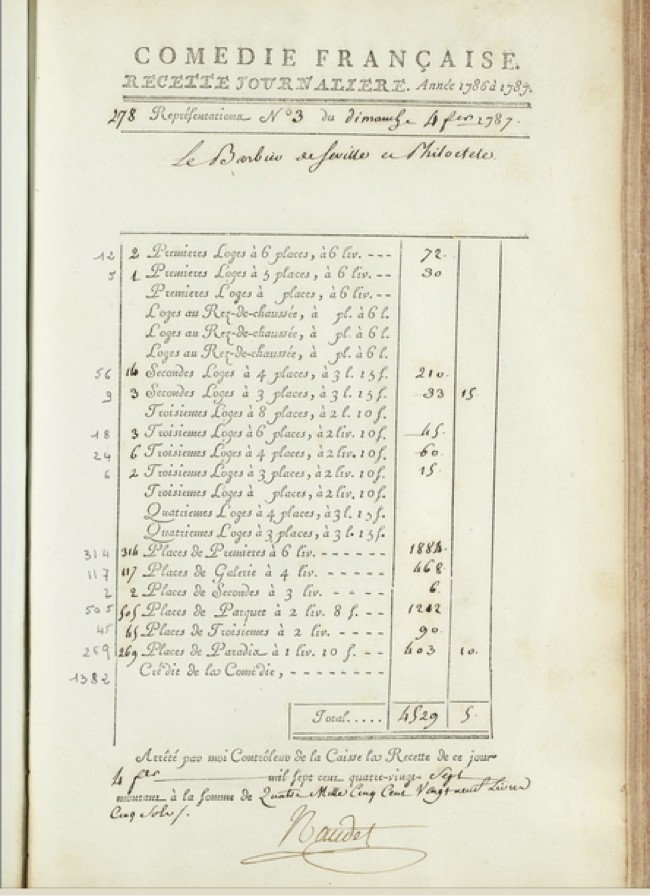 COMEDIE FRANÇAISE.
RECETTE JOURNALIERE. Année 1786 à 1787.
278 Représentations N° 3 du dimanche 4 fer 1787.
Le Barbier de Seville et Philoctete.
12 2 Premieres Loges à 6 places, à 6 liv. --- 72.
5 1 Premieres Loges à 5 places, à 6 liv. -- 30
Premieres Loges à places, à 6 liv. --
Loges au Rez-de-chaussée, à pl. à 6 l.
Loges au Rez-de-chaussée, à pl. à 6 l.
Loges au Rez-de-chaussée, à pl. à 6 l.
56 14 Secondes Loges à 4 places, à 3 l. 15 s. 210.
9 3 Secondes Loges à 3 places, à 3 l. 15 s. 33 15.
Troisiemes Loges à 8 places, à 2 l. 10 s.
18 3 Troisiemes Loges à 6 places, à 2 liv. 10 s. 45.
24 6 Troisiemes Loges à 4 places, à 2 liv. 10 s. 60.
6 2 Troisiemes Loges à 3 places, à 2 liv. 10 s. 15.
Troisiemes Loges à places, à 2 liv. 10 s.
Quatriemes Loges à 4 places, à 3 l. 15 s.
Quatriemes Loges à 3 places, à 3 l. 15 s.
314 314 Places de Premieres à 6 liv. ------ 1884.
117 117 Places de Galerie à 4 liv. ----- 468.
2 2 Places de Secondes à 3 liv. ----- 6.
505 505 Places de Parquet à 2 liv. 8 s. -- 1212
45 45 Places de Troisiemes à 2 liv. ---- 90.
269 269 Places de Paradis à 1 liv. 10 s. -- 403 10.
1382 Crédit de la Comédie, --------
Total..... 4529 5.
Arrêté par moi Contrôleur de la Caisse la Recette de ce jour
4 fer mil sept cent quatre-vingt Sept
montant à la somme de Quatre Mille Cinq Cent Vingt neuf Livres
Cinq Sols /.
Naudet